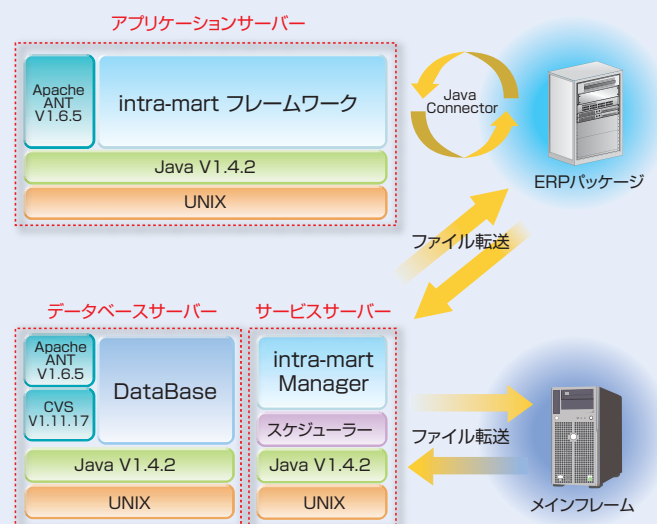 アプリケーションサーバー
Apache
ANT
V1.6.5
intra-mart フレームワーク
Java V1.4.2
UNIX
Java
Connector
ERPパッケージ
ファイル転送
データベースサーバー
Apache
ANT
V1.6.5
CVS
V1.11.17
DataBase
Java V1.4.2
UNIX
サービスサーバー
intra-mart
Manager
スケジューラー
Java V1.4.2
UNIX
ファイル転送
メインフレーム